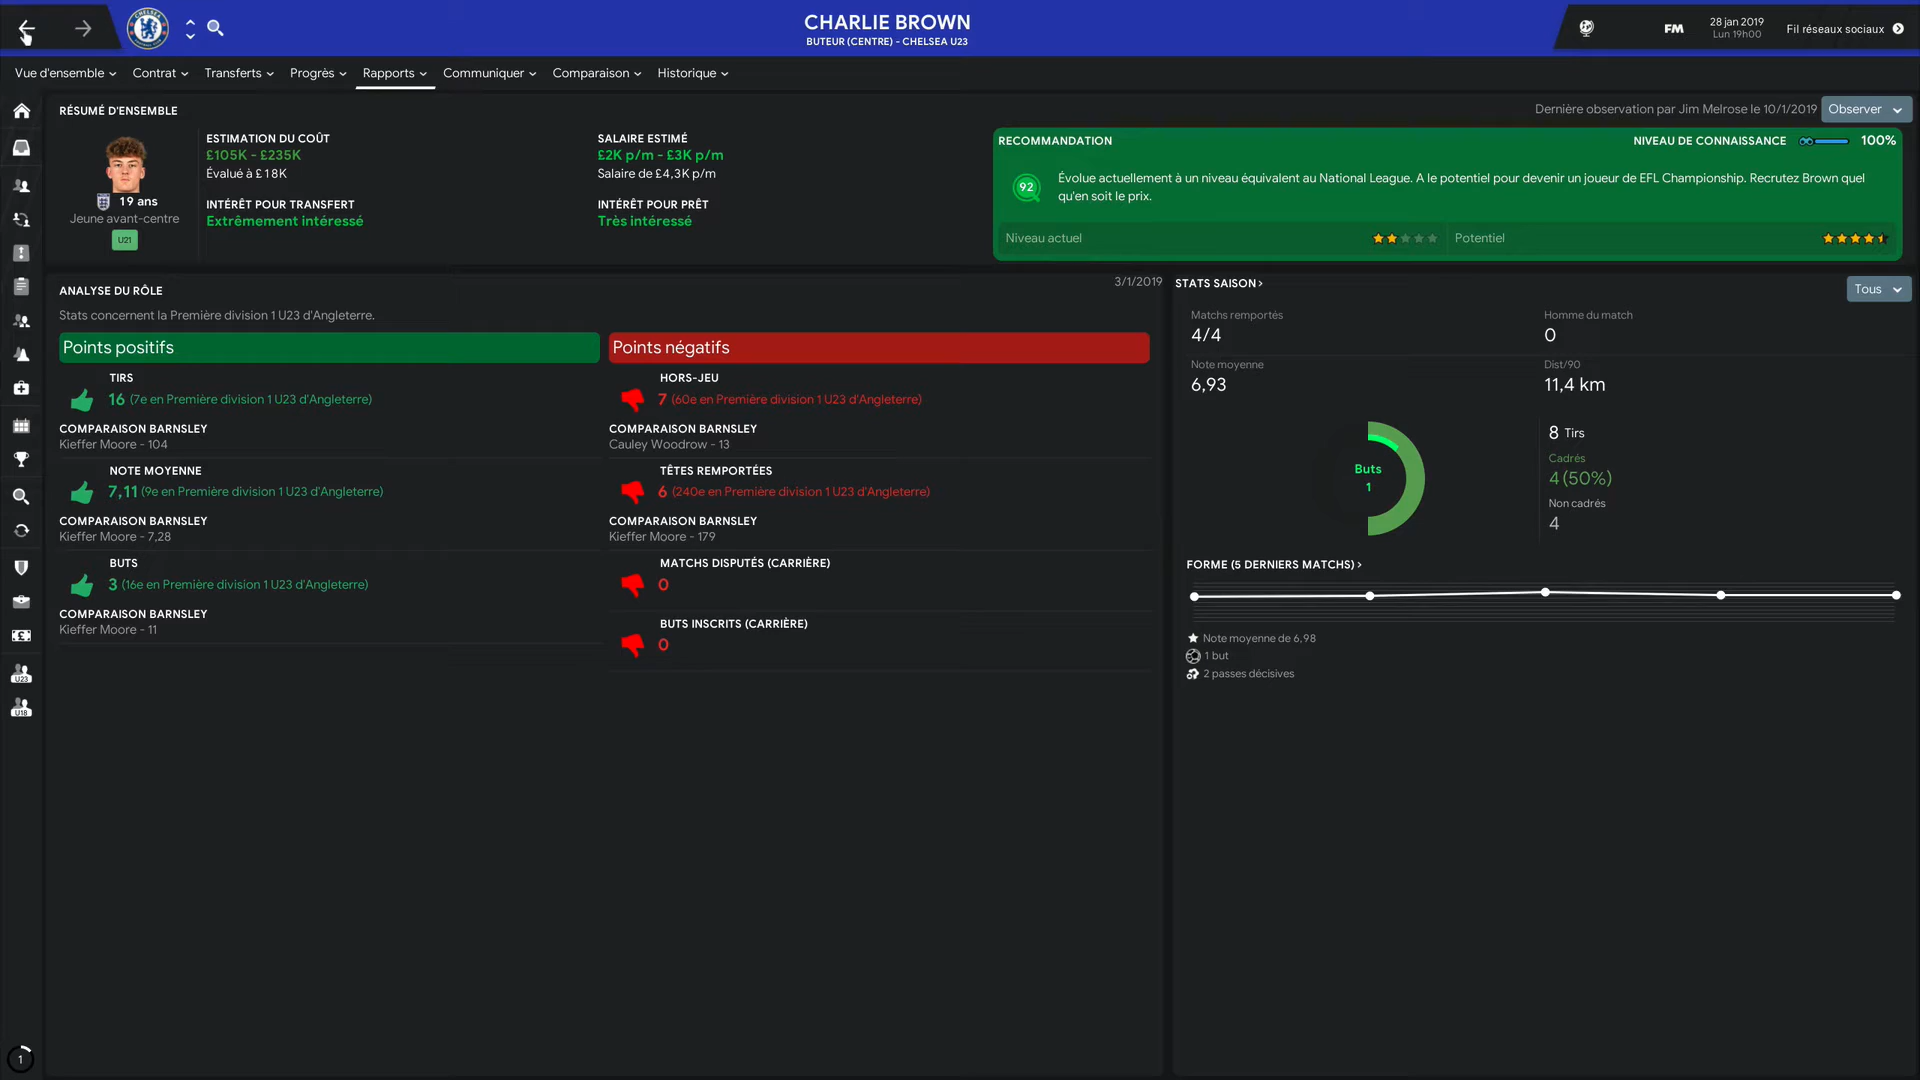 CHARLIE BROWN
BUTEUR (CENTRE) - CHELSEA U23
FM
28 jan 2019
Lun 19h00
Fil réseaux sociaux
Vue d'ensemble Contrat Transferts Progrès Rapports Communiquer Comparaison Historique
RÉSUMÉ D'ENSEMBLE
Dernière observation par Jim Melrose le 10/1/2019
Observer
19 ans
Jeune avant-centre
U21
ESTIMATION DU COÛT
£105K - £235K
Évalué à £18K
INTÉRÊT POUR TRANSFERT
Extrêmement intéressé
SALAIRE ESTIMÉ
£2K p/m - £3K p/m
Salaire de £4,3K p/m
INTÉRÊT POUR PRÊT
Très intéressé
RECOMMANDATION
NIVEAU DE CONNAISSANCE 100%
92
Évolue actuellement à un niveau équivalent au National League. A le potentiel pour devenir un joueur de EFL Championship. Recrutez Brown quel
qu'en soit le prix.
Niveau actuel
Potentiel
ANALYSE DU RÔLE
3/1/2019
Stats concernent la Première division 1 U23 d'Angleterre.
Points positifs
TIRS
16 (7e en Première division 1 U23 d'Angleterre)
COMPARAISON BARNSLEY
Kieffer Moore - 104
NOTE MOYENNE
7,11 (9e en Première division 1 U23 d'Angleterre)
COMPARAISON BARNSLEY
Kieffer Moore - 7,28
BUTS
3 (16e en Première division 1 U23 d'Angleterre)
COMPARAISON BARNSLEY
Kieffer Moore - 11
Points négatifs
HORS-JEU
7 (60e en Première division 1 U23 d'Angleterre)
COMPARAISON BARNSLEY
Cauley Woodrow - 13
TÊTES REMPORTÉES
6 (240e en Première division 1 U23 d'Angleterre)
COMPARAISON BARNSLEY
Kieffer Moore - 179
MATCHS DISPUTÉS (CARRIÈRE)
0
BUTS INSCRITS (CARRIÈRE)
0
STATS SAISON
Tous
Matchs remportés
4/4
Homme du match
0
Note moyenne
6,93
Dist/90
11,4 km
Buts
1
8 Tirs
Cadrés
4 (50%)
Non cadrés
4
FORME (5 DERNIERS MATCHS)
Note moyenne de 6,98
1 but
2 passes décisives
U23
U18
1